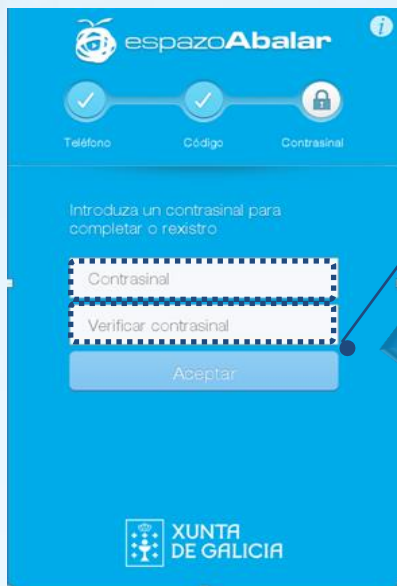 espazoAbalar
i
Teléfono Código Contrasinal
Introduza un contrasinal para
completar o rexistro
Contrasinal
Verificar contrasinal
Aceptar
XUNTA
DE GALICIA